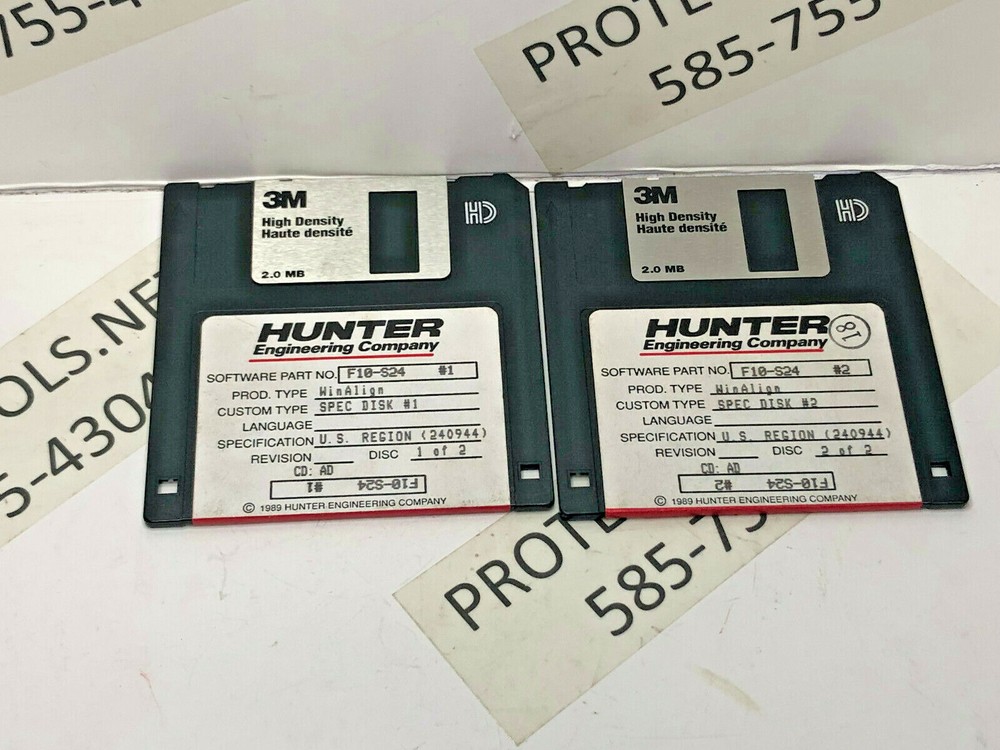 755-4
PROTE
585-755
OLS.NE
5-4304
3M
High Density
Haute densité
2.0 MB
HD
HUNTER
Engineering Company
SOFTWARE PART NO. F10-S24 #1
PROD. TYPE WinAlign
CUSTOM TYPE SPEC DISK #1
LANGUAGE
SPECIFICATION U.S. REGION (240944)
REVISION DISC 1 of 2
CD: AD
F10-S24 #1
© 1989 HUNTER ENGINEERING COMPANY
3M
High Density
Haute densité
2.0 MB
HD
HUNTER
Engineering Company
SOFTWARE PART NO. F10-S24 #2
PROD. TYPE WinAlign
CUSTOM TYPE SPEC DISK #2
LANGUAGE
SPECIFICATION U.S. REGION (240944)
REVISION DISC 2 of 2
CD: AD
F10-S24 #2
© 1989 HUNTER ENGINEERING COMPANY
PROTE
585-75